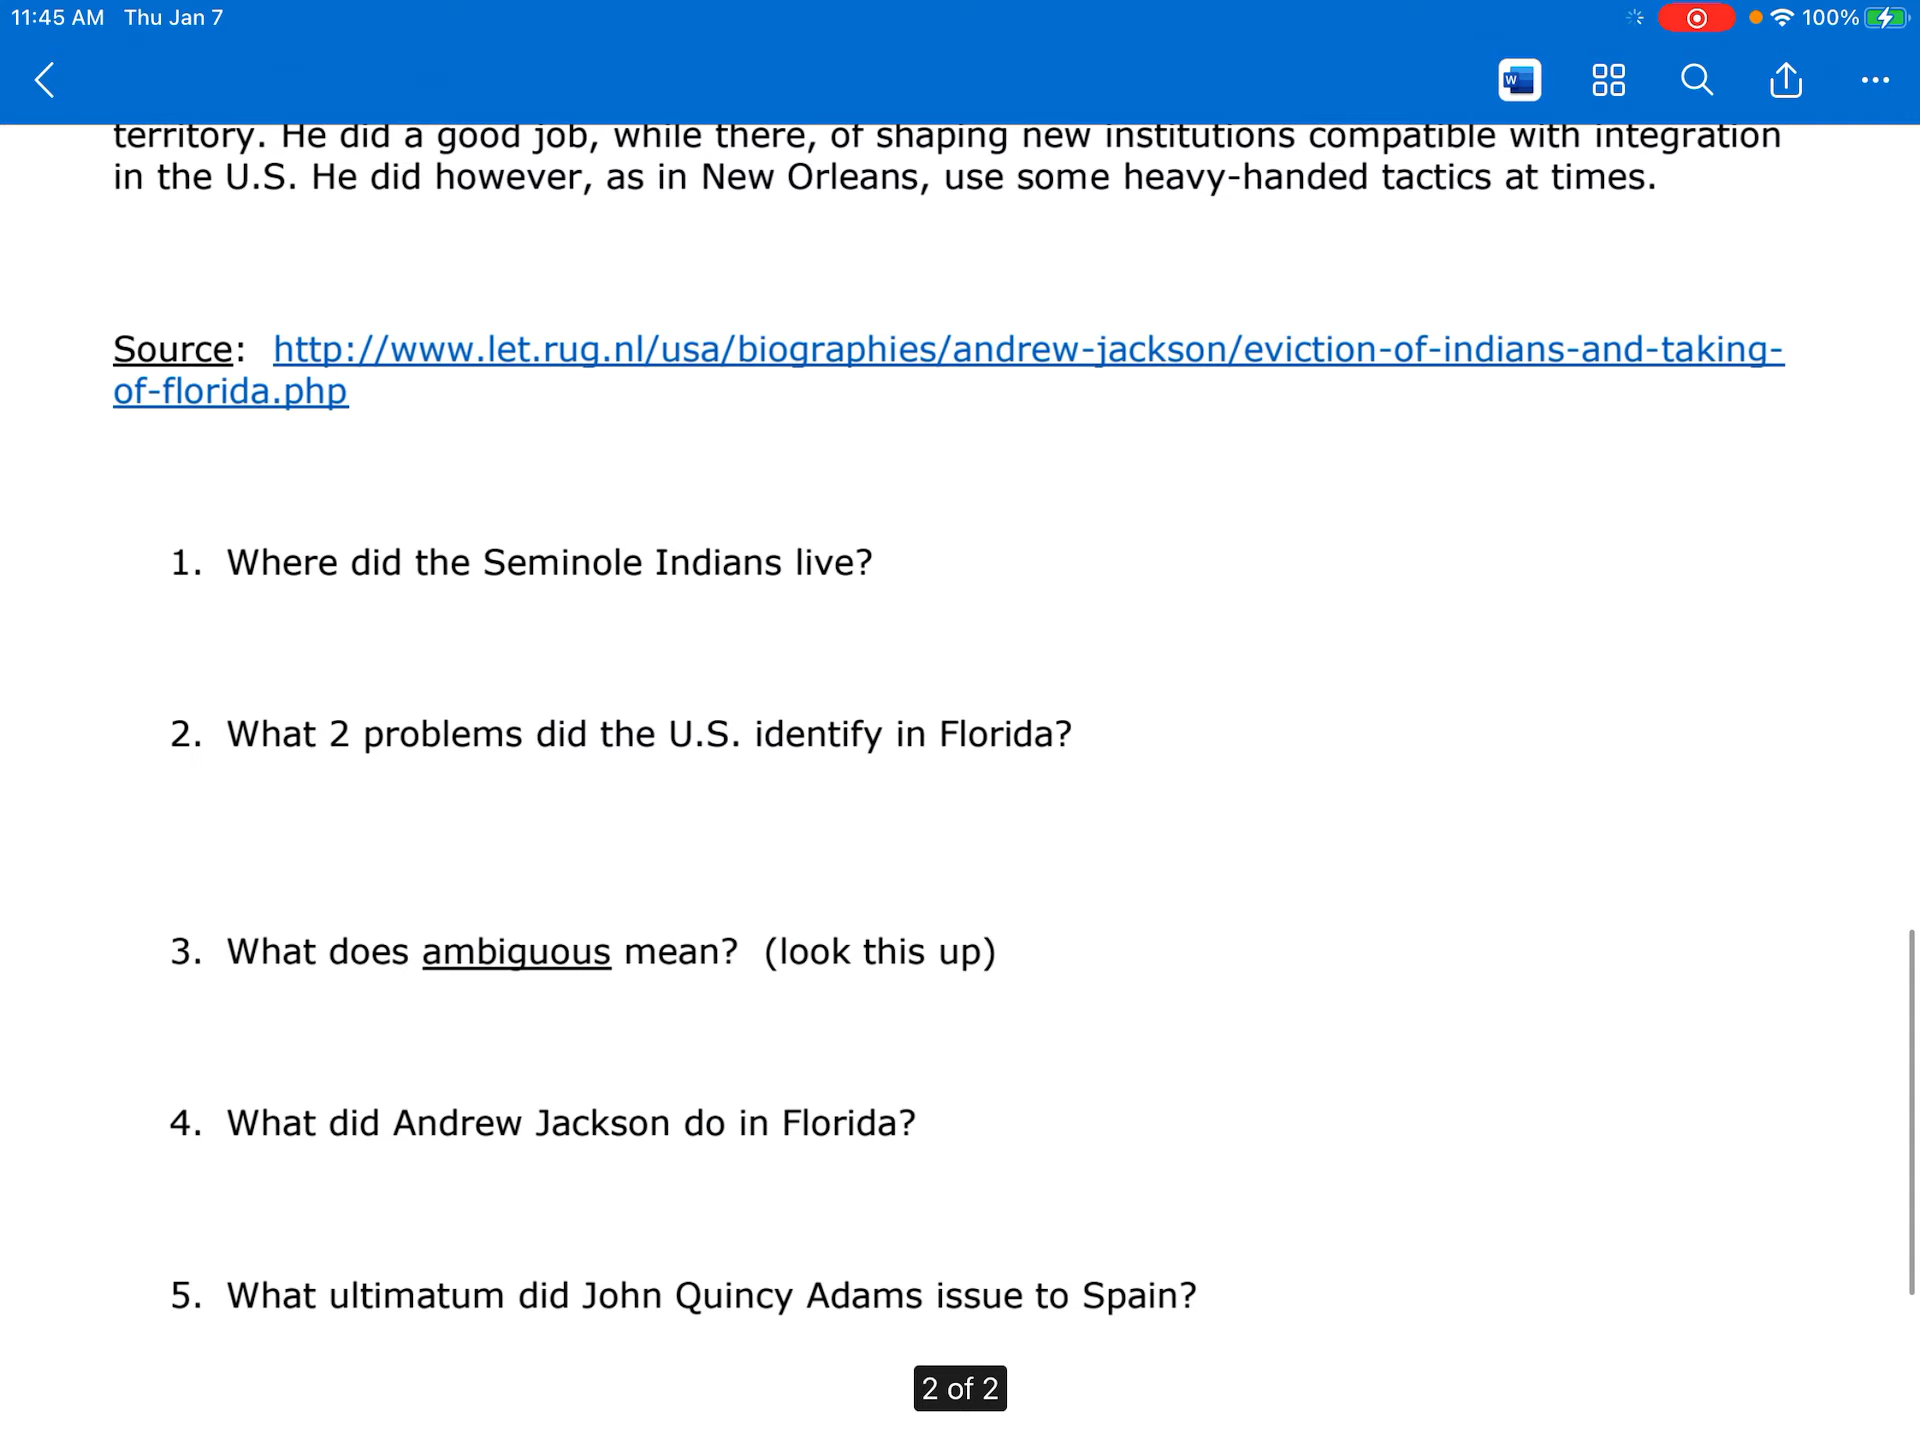 11:45 AM Thu Jan 7 100%
W
territory. He did a good job, while there, of shaping new institutions compatible with integration
in the U.S. He did however, as in New Orleans, use some heavy-handed tactics at times.
Source: http://www.let.rug.nl/usa/biographies/andrew-jackson/eviction-of-indians-and-taking-
of-florida.php
1. Where did the Seminole Indians live?
2. What 2 problems did the U.S. identify in Florida?
3. What does ambiguous mean? (look this up)
4. What did Andrew Jackson do in Florida?
5. What ultimatum did John Quincy Adams issue to Spain?
2 of 2